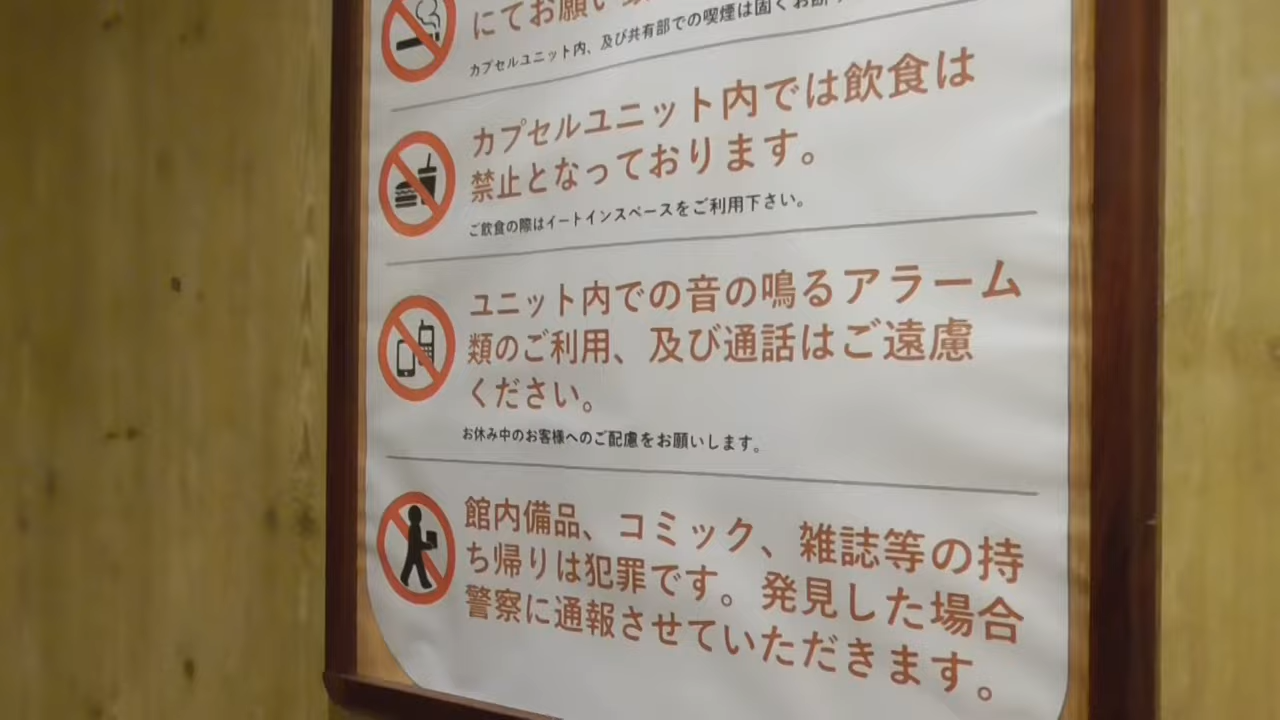 にてお願い
カプセルユニット内、及び共有部での喫煙は固くお断り
カプセルユニット内では飲食は
禁止となっております。
ご飲食の際はイートインスペースをご利用下さい。
ユニット内での音の鳴るアラーム
類のご利用、及び通話はご遠慮
ください。
お休み中のお客様へのご配慮をお願いします。
館内備品、コミック、雑誌等の持
ち帰りは犯罪です。発見した場合
警察に通報させていただきます。